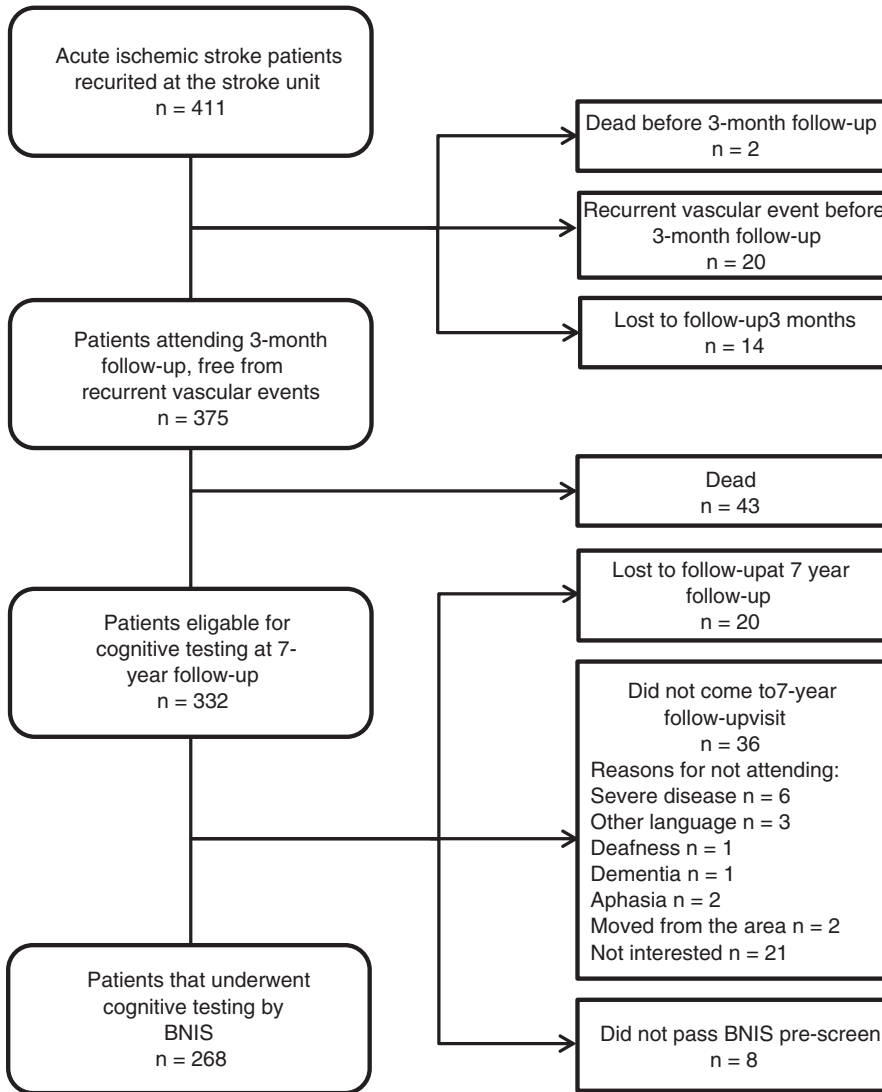 Acute ischemic stroke patients
recurited at the stroke unit
n = 411
Dead before 3-month follow-up
n = 2
Recurrent vascular event before
3-month follow-up
n = 20
Lost to follow-up3 months
n = 14
Patients attending 3-month
follow-up, free from
recurrent vascular events
n = 375
Dead
n = 43
Lost to follow-upat 7 year
follow-up
n = 20
Patients eligable for
cognitive testing at 7-
year follow-up
n = 332
Did not come to7-year
follow-upvisit
n = 36
Reasons for not attending:
Severe disease n = 6
Other language n = 3
Deafness n = 1
Dementia n = 1
Aphasia n = 2
Moved from the area n = 2
Not interested n = 21
Patients that underwent
cognitive testing by
BNIS
n = 268
Did not pass BNIS pre-screen
n = 8